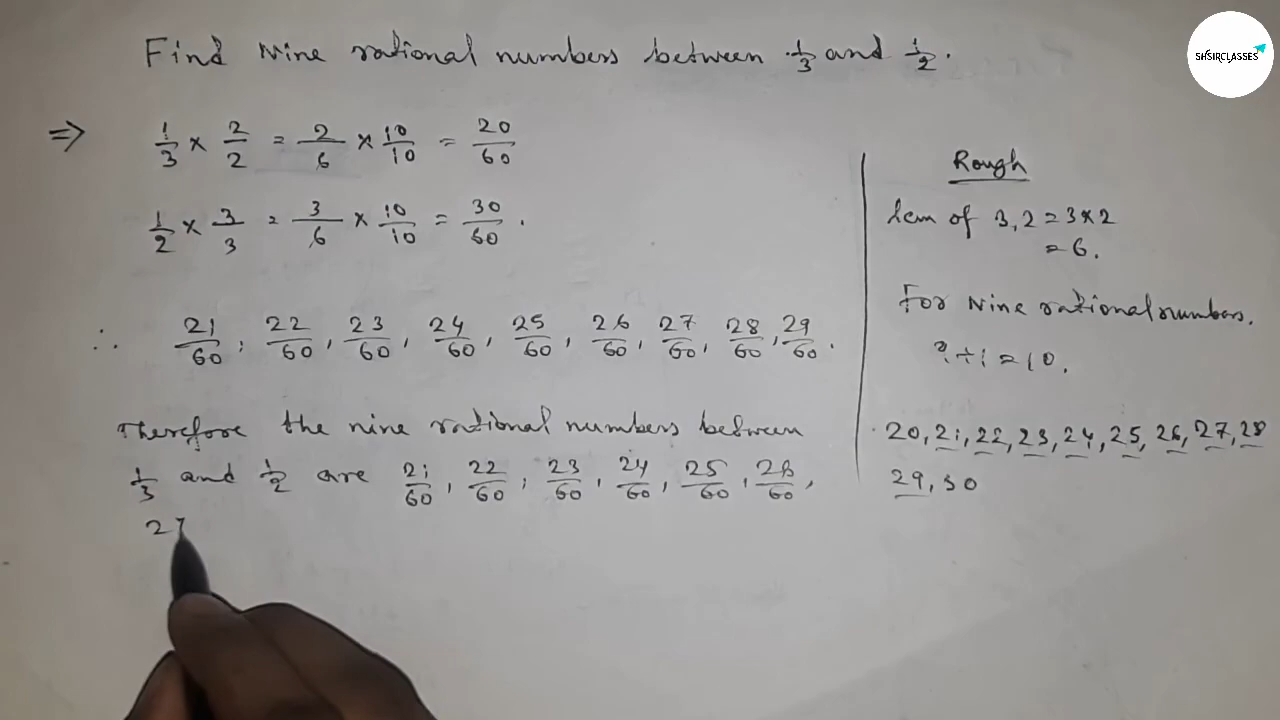 SHSIRCLASSES
Find Nine rational numbers between 1/3 and 1/2.
⇒ 1/3 × 2/2 = 2/6 × 10/10 = 20/60
1/2 × 3/3 = 3/6 × 10/10 = 30/60.
∴ 21/60, 22/60, 23/60, 24/60, 25/60, 26/60, 27/60, 28/60, 29/60.
Therefore the nine rational numbers between
1/3 and 1/2 are 21/60, 22/60, 23/60, 24/60, 25/60, 26/60,
27
Rough
lcm of 3,2 = 3×2
= 6.
For Nine rational numbers.
9+1 = 10.
20, 21, 22, 23, 24, 25, 26, 27, 28
29, 30